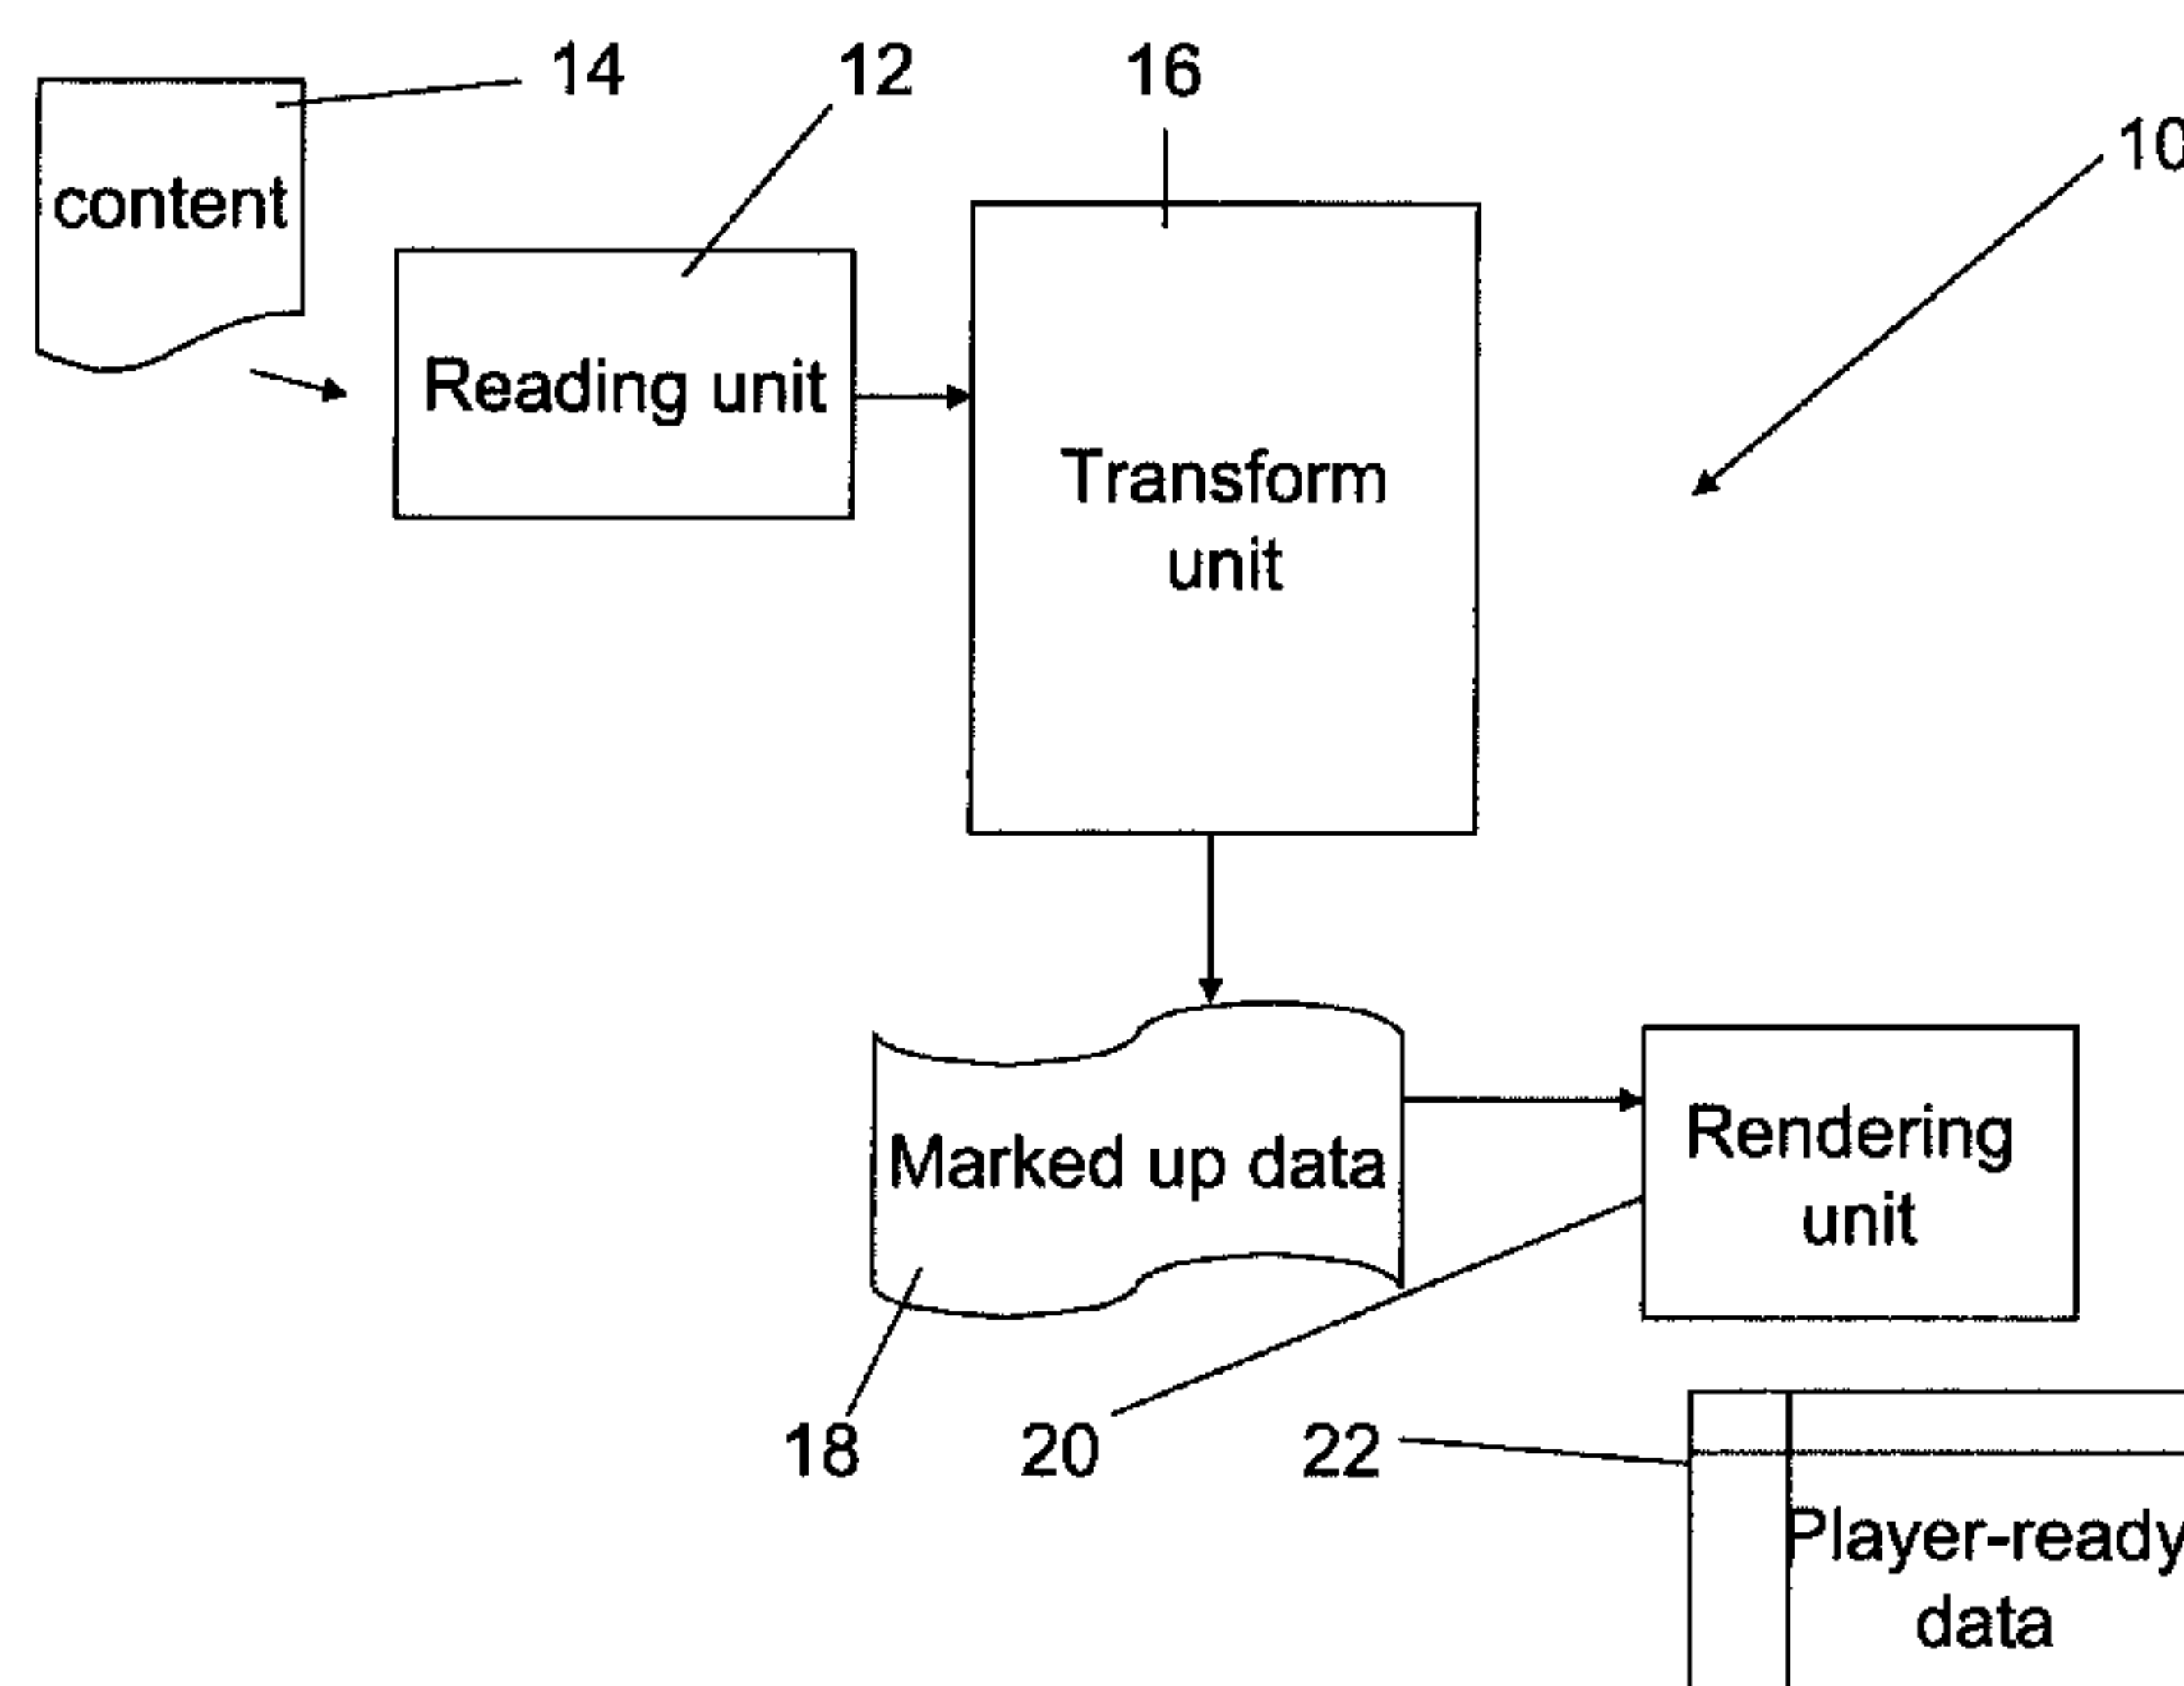 14
12
16
10
content
Reading unit
Transform
unit
Marked up data
Rendering
unit
18
20
22
Player-ready
data